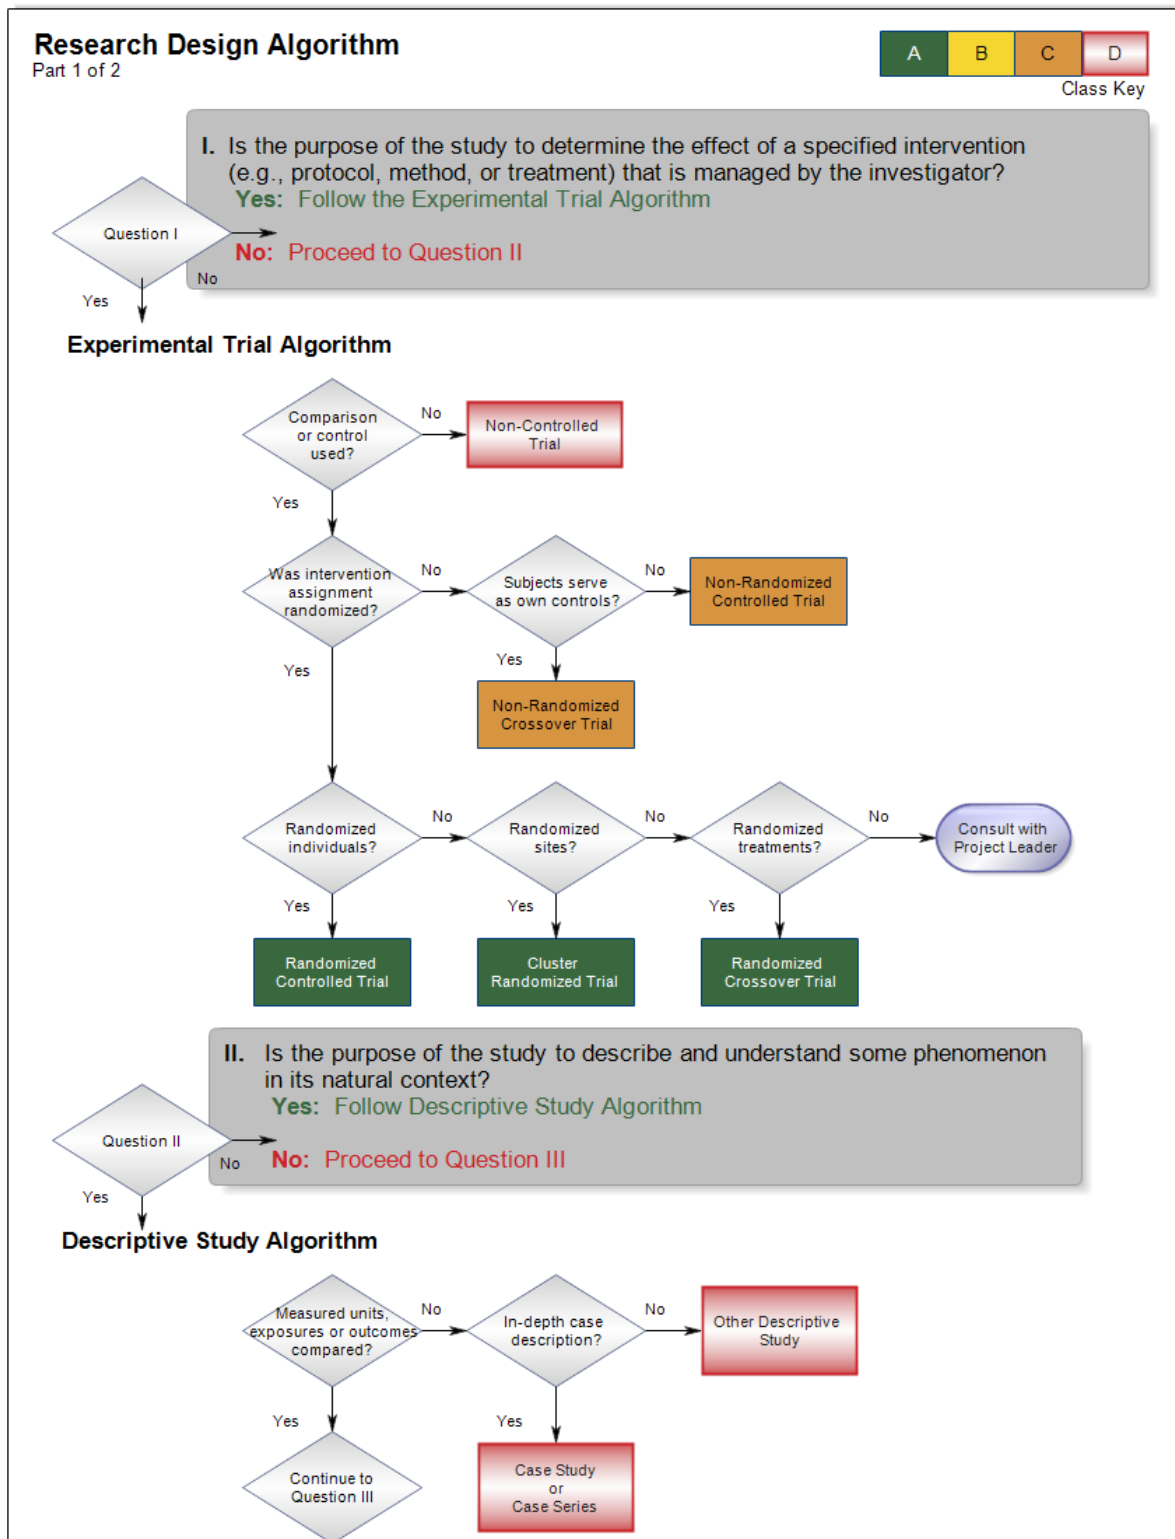 Research Design Algorithm
Part 1 of 2
A B C D
Class Key
I. Is the purpose of the study to determine the effect of a specified intervention
(e.g., protocol, method, or treatment) that is managed by the investigator?
Yes: Follow the Experimental Trial Algorithm
Question I
No: Proceed to Question II
No
Yes
Experimental Trial Algorithm
Comparison
or control
used?
No
Non-Controlled
Trial
Yes
Was intervention
assignment
randomized?
No
Subjects serve
as own controls?
No
Non-Randomized
Controlled Trial
Yes
Yes
Non-Randomized
Crossover Trial
Randomized
individuals?
No
Randomized
sites?
No
Randomized
treatments?
No
Consult with
Project Leader
Yes
Yes
Yes
Randomized
Controlled Trial
Cluster
Randomized Trial
Randomized
Crossover Trial
II. Is the purpose of the study to describe and understand some phenomenon
in its natural context?
Yes: Follow Descriptive Study Algorithm
Question II
No: Proceed to Question III
No
Yes
Descriptive Study Algorithm
Measured units,
exposures or outcomes
compared?
No
In-depth case
description?
No
Other Descriptive
Study
Yes
Yes
Continue to
Question III
Case Study
or
Case Series